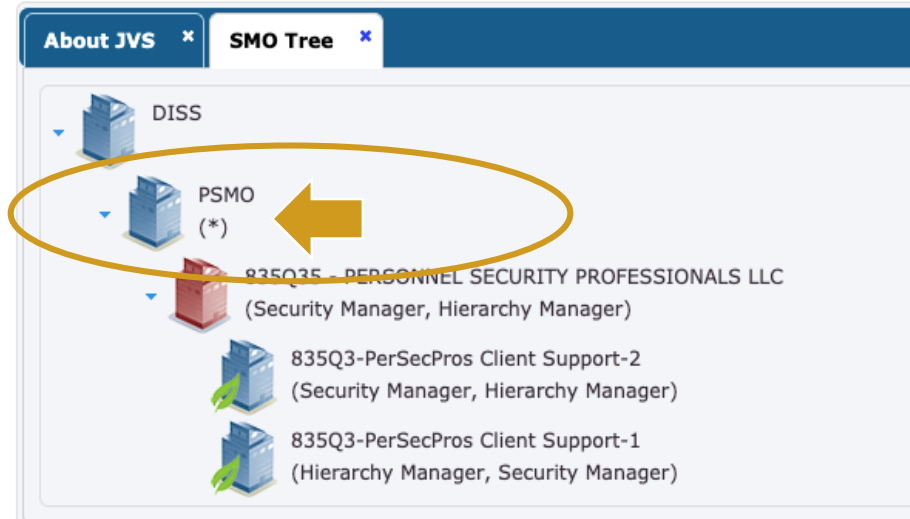 About JVS x SMO Tree x
DISS
PSMO
(*)
835Q35 - PERSONNEL SECURITY PROFESSIONALS LLC
(Security Manager, Hierarchy Manager)
835Q3-PerSecPros Client Support-2
(Security Manager, Hierarchy Manager)
835Q3-PerSecPros Client Support-1
(Hierarchy Manager, Security Manager)